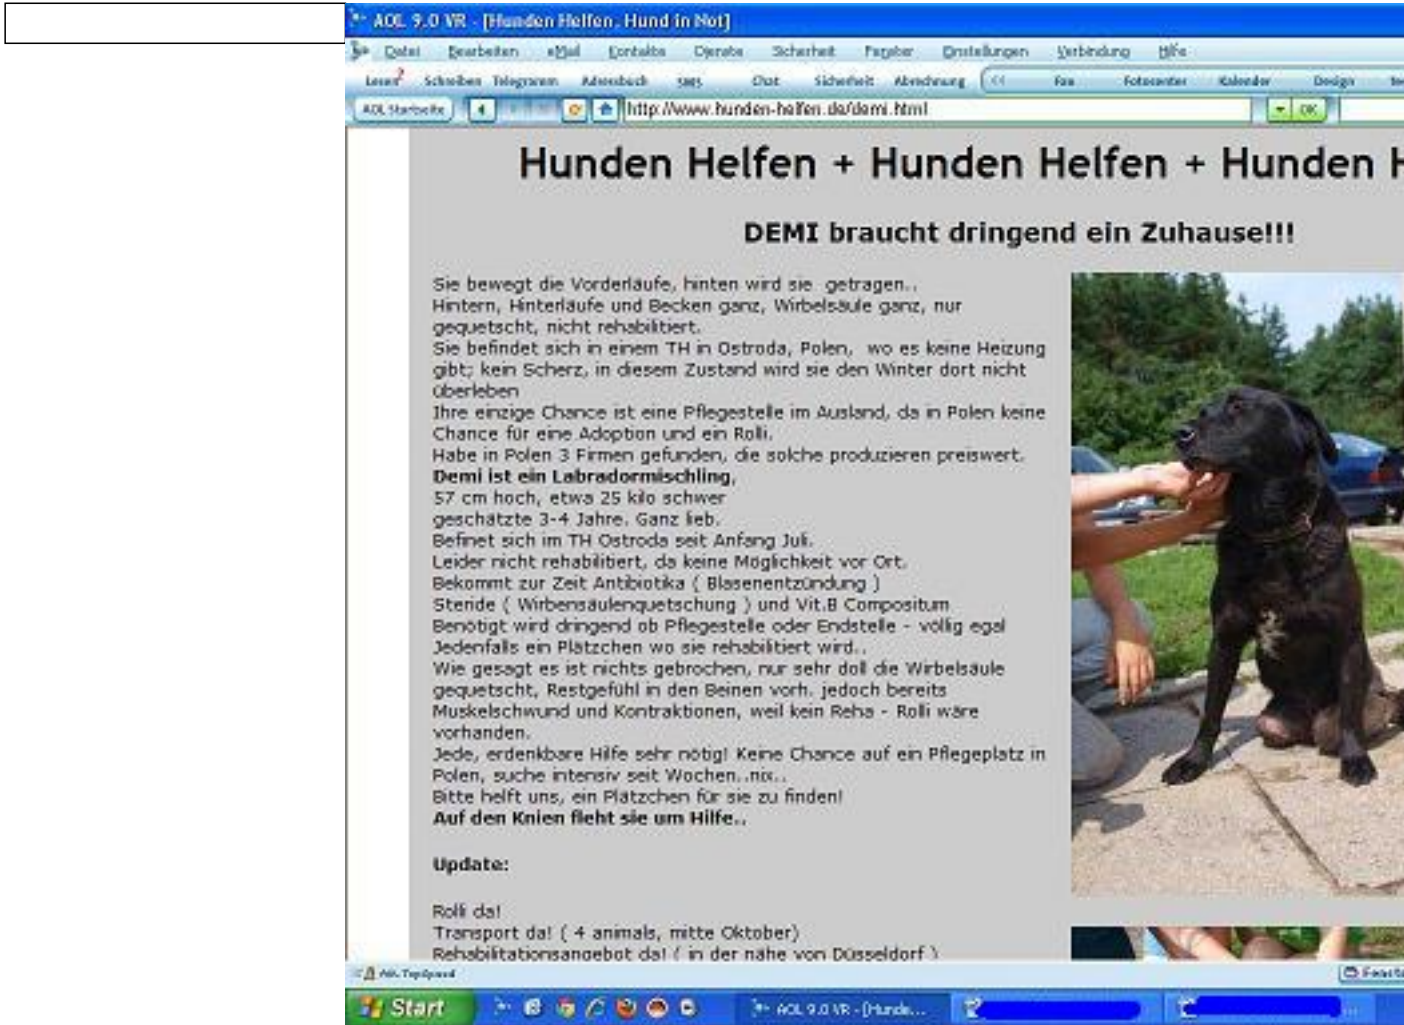 AOL 9.0 VR - [Hunden Helfen. Hund in Not]
Datei Bearbeiten eMail Kontakte Dienste Sicherheit Fenster Einstellungen Verbindung Hilfe
Lesen Schreiben Telegramm Adressbuch SMS Chat Sicherheit Abrechnung << Fax Fotocenter Kalender Design
AOL Startseite http://www.hunden-helfen.de/demi.html OK
Hunden Helfen + Hunden Helfen + Hunden H
DEMI braucht dringend ein Zuhause!!!
Sie bewegt die Vorderläufe, hinten wird sie getragen..
Hintern, Hinterläufe und Becken ganz, Wirbelsäule ganz, nur
gequetscht, nicht rehabilitiert.
Sie befindet sich in einem TH in Ostroda, Polen, wo es keine Heizung
gibt; kein Scherz, in diesem Zustand wird sie den Winter dort nicht
überleben
Ihre einzige Chance ist eine Pflegestelle im Ausland, da in Polen keine
Chance für eine Adoption und ein Rolli.
Habe in Polen 3 Firmen gefunden, die solche produzieren preiswert.
Demi ist ein Labradormischling,
57 cm hoch, etwa 25 kilo schwer
geschätzte 3-4 Jahre. Ganz lieb.
Befinet sich im TH Ostroda seit Anfang Juli.
Leider nicht rehabilitiert, da keine Möglichkeit vor Ort.
Bekommt zur Zeit Antibiotika ( Blasenentzündung )
Steride ( Wirbensäulenquetschung ) und Vit.B Compositum
Benötigt wird dringend ob Pflegestelle oder Endstelle - völlig egal
Jedenfalls ein Plätzchen wo sie rehabilitiert wird..
Wie gesagt es ist nichts gebrochen, nur sehr doll die Wirbelsäule
gequetscht, Restgefühl in den Beinen vorh. jedoch bereits
Muskelschwund und Kontraktionen, weil kein Reha - Rolli wäre
vorhanden.
Jede, erdenkbare Hilfe sehr nötig! Keine Chance auf ein Pflegeplatz in
Polen, suche intensiv seit Wochen..nix..
Bitte helft uns, ein Plätzchen für sie zu finden!
Auf den Knien fleht sie um Hilfe..
Update:
Rolli da!
Transport da! ( 4 animals, mitte Oktober)
Rehabilitationsangebot da! ( in der nähe von Düsseldorf )
AOL TopSpeed Fenste
Start AOL 9.0 VR - [Hunde...